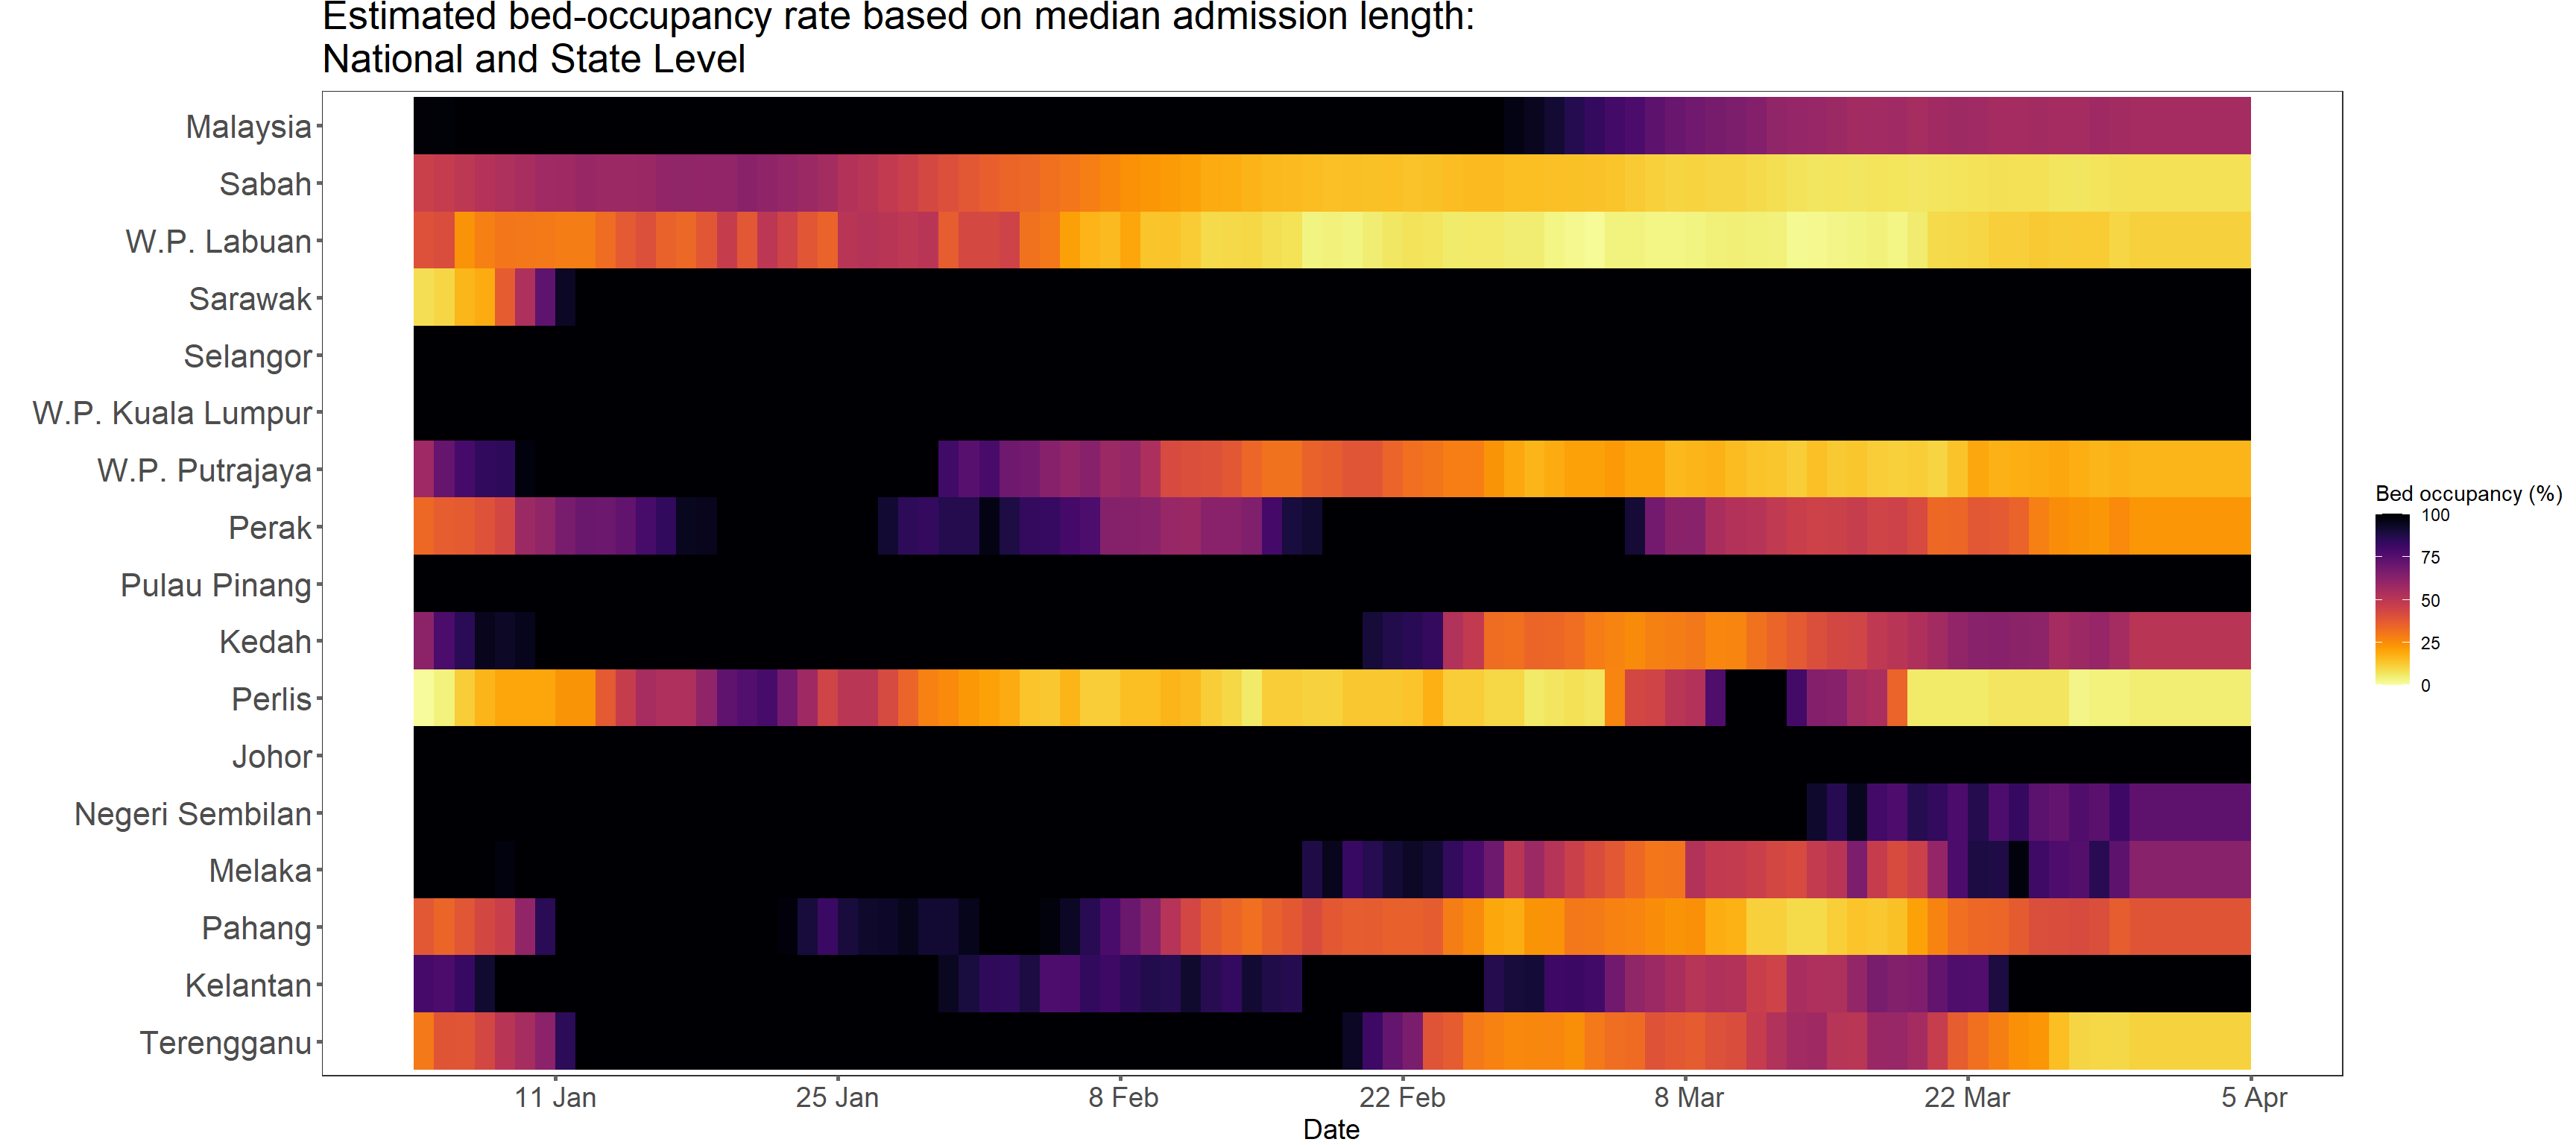 Estimated bed-occupancy rate based on median admission length:
National and State Level
Malaysia
Sabah
W.P. Labuan
Sarawak
Selangor
W.P. Kuala Lumpur
W.P. Putrajaya
Perak
Pulau Pinang
Kedah
Perlis
Johor
Negeri Sembilan
Melaka
Pahang
Kelantan
Terengganu
11 Jan
25 Jan
8 Feb
22 Feb
8 Mar
22 Mar
5 Apr
Date
Bed occupancy (%)
100
75
50
25
0